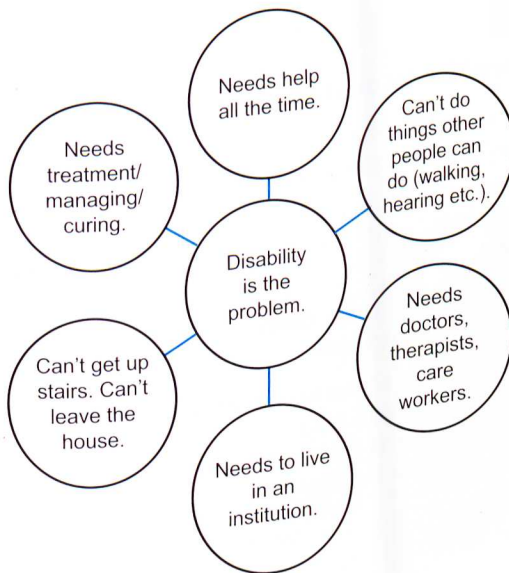 Needs help
all the time.
Can't do
things other
people can
do (walking,
hearing etc.).
Needs
treatment/
managing/
curing.
Disability
is the
problem.
Needs
doctors,
therapists,
care
workers.
Can't get up
stairs. Can't
leave the
house.
Needs to live
in an
institution.